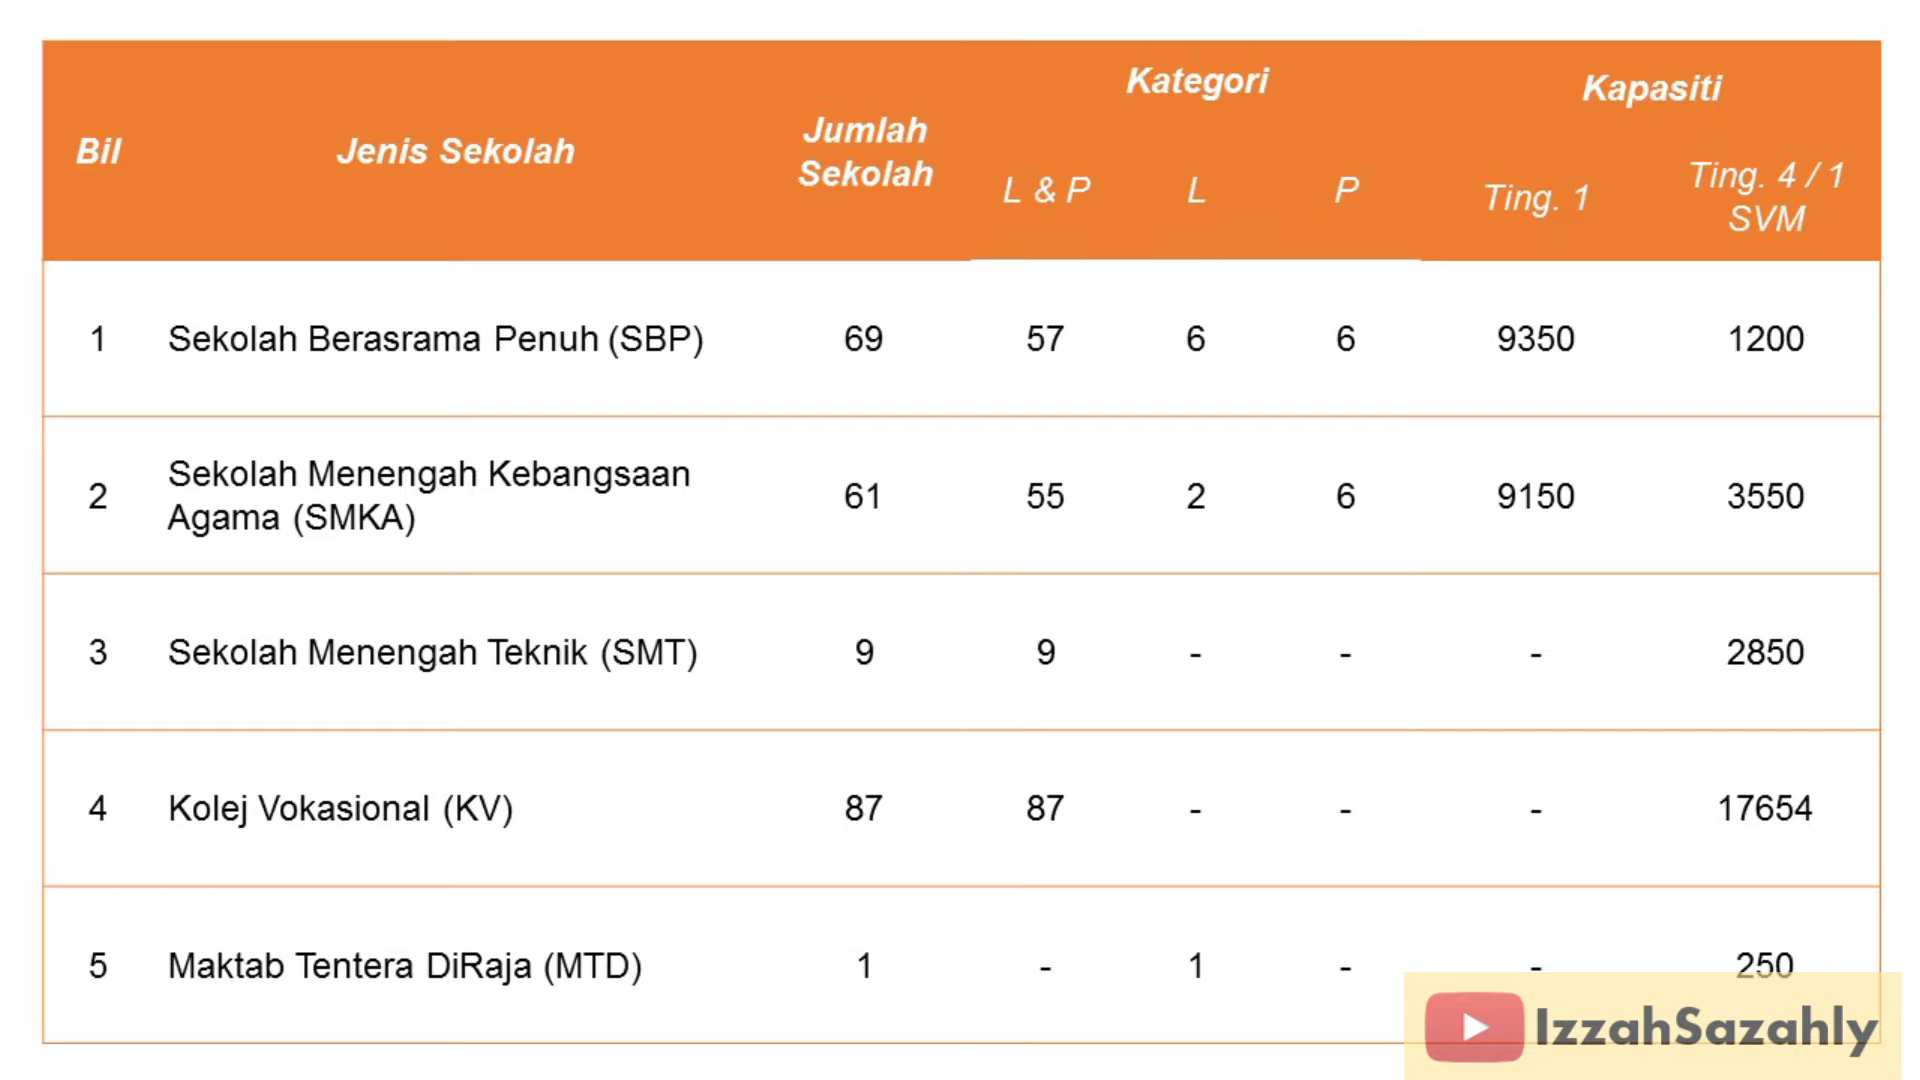 Bil Jenis Sekolah Jumlah Sekolah Kategori Kapasiti
L & P L P Ting. 1 Ting. 4 / 1 SVM
1 Sekolah Berasrama Penuh (SBP) 69 57 6 6 9350 1200
2 Sekolah Menengah Kebangsaan Agama (SMKA) 61 55 2 6 9150 3550
3 Sekolah Menengah Teknik (SMT) 9 9 - - - 2850
4 Kolej Vokasional (KV) 87 87 - - - 17654
5 Maktab Tentera DiRaja (MTD) 1 - 1 - - 250
IzzahSazahly